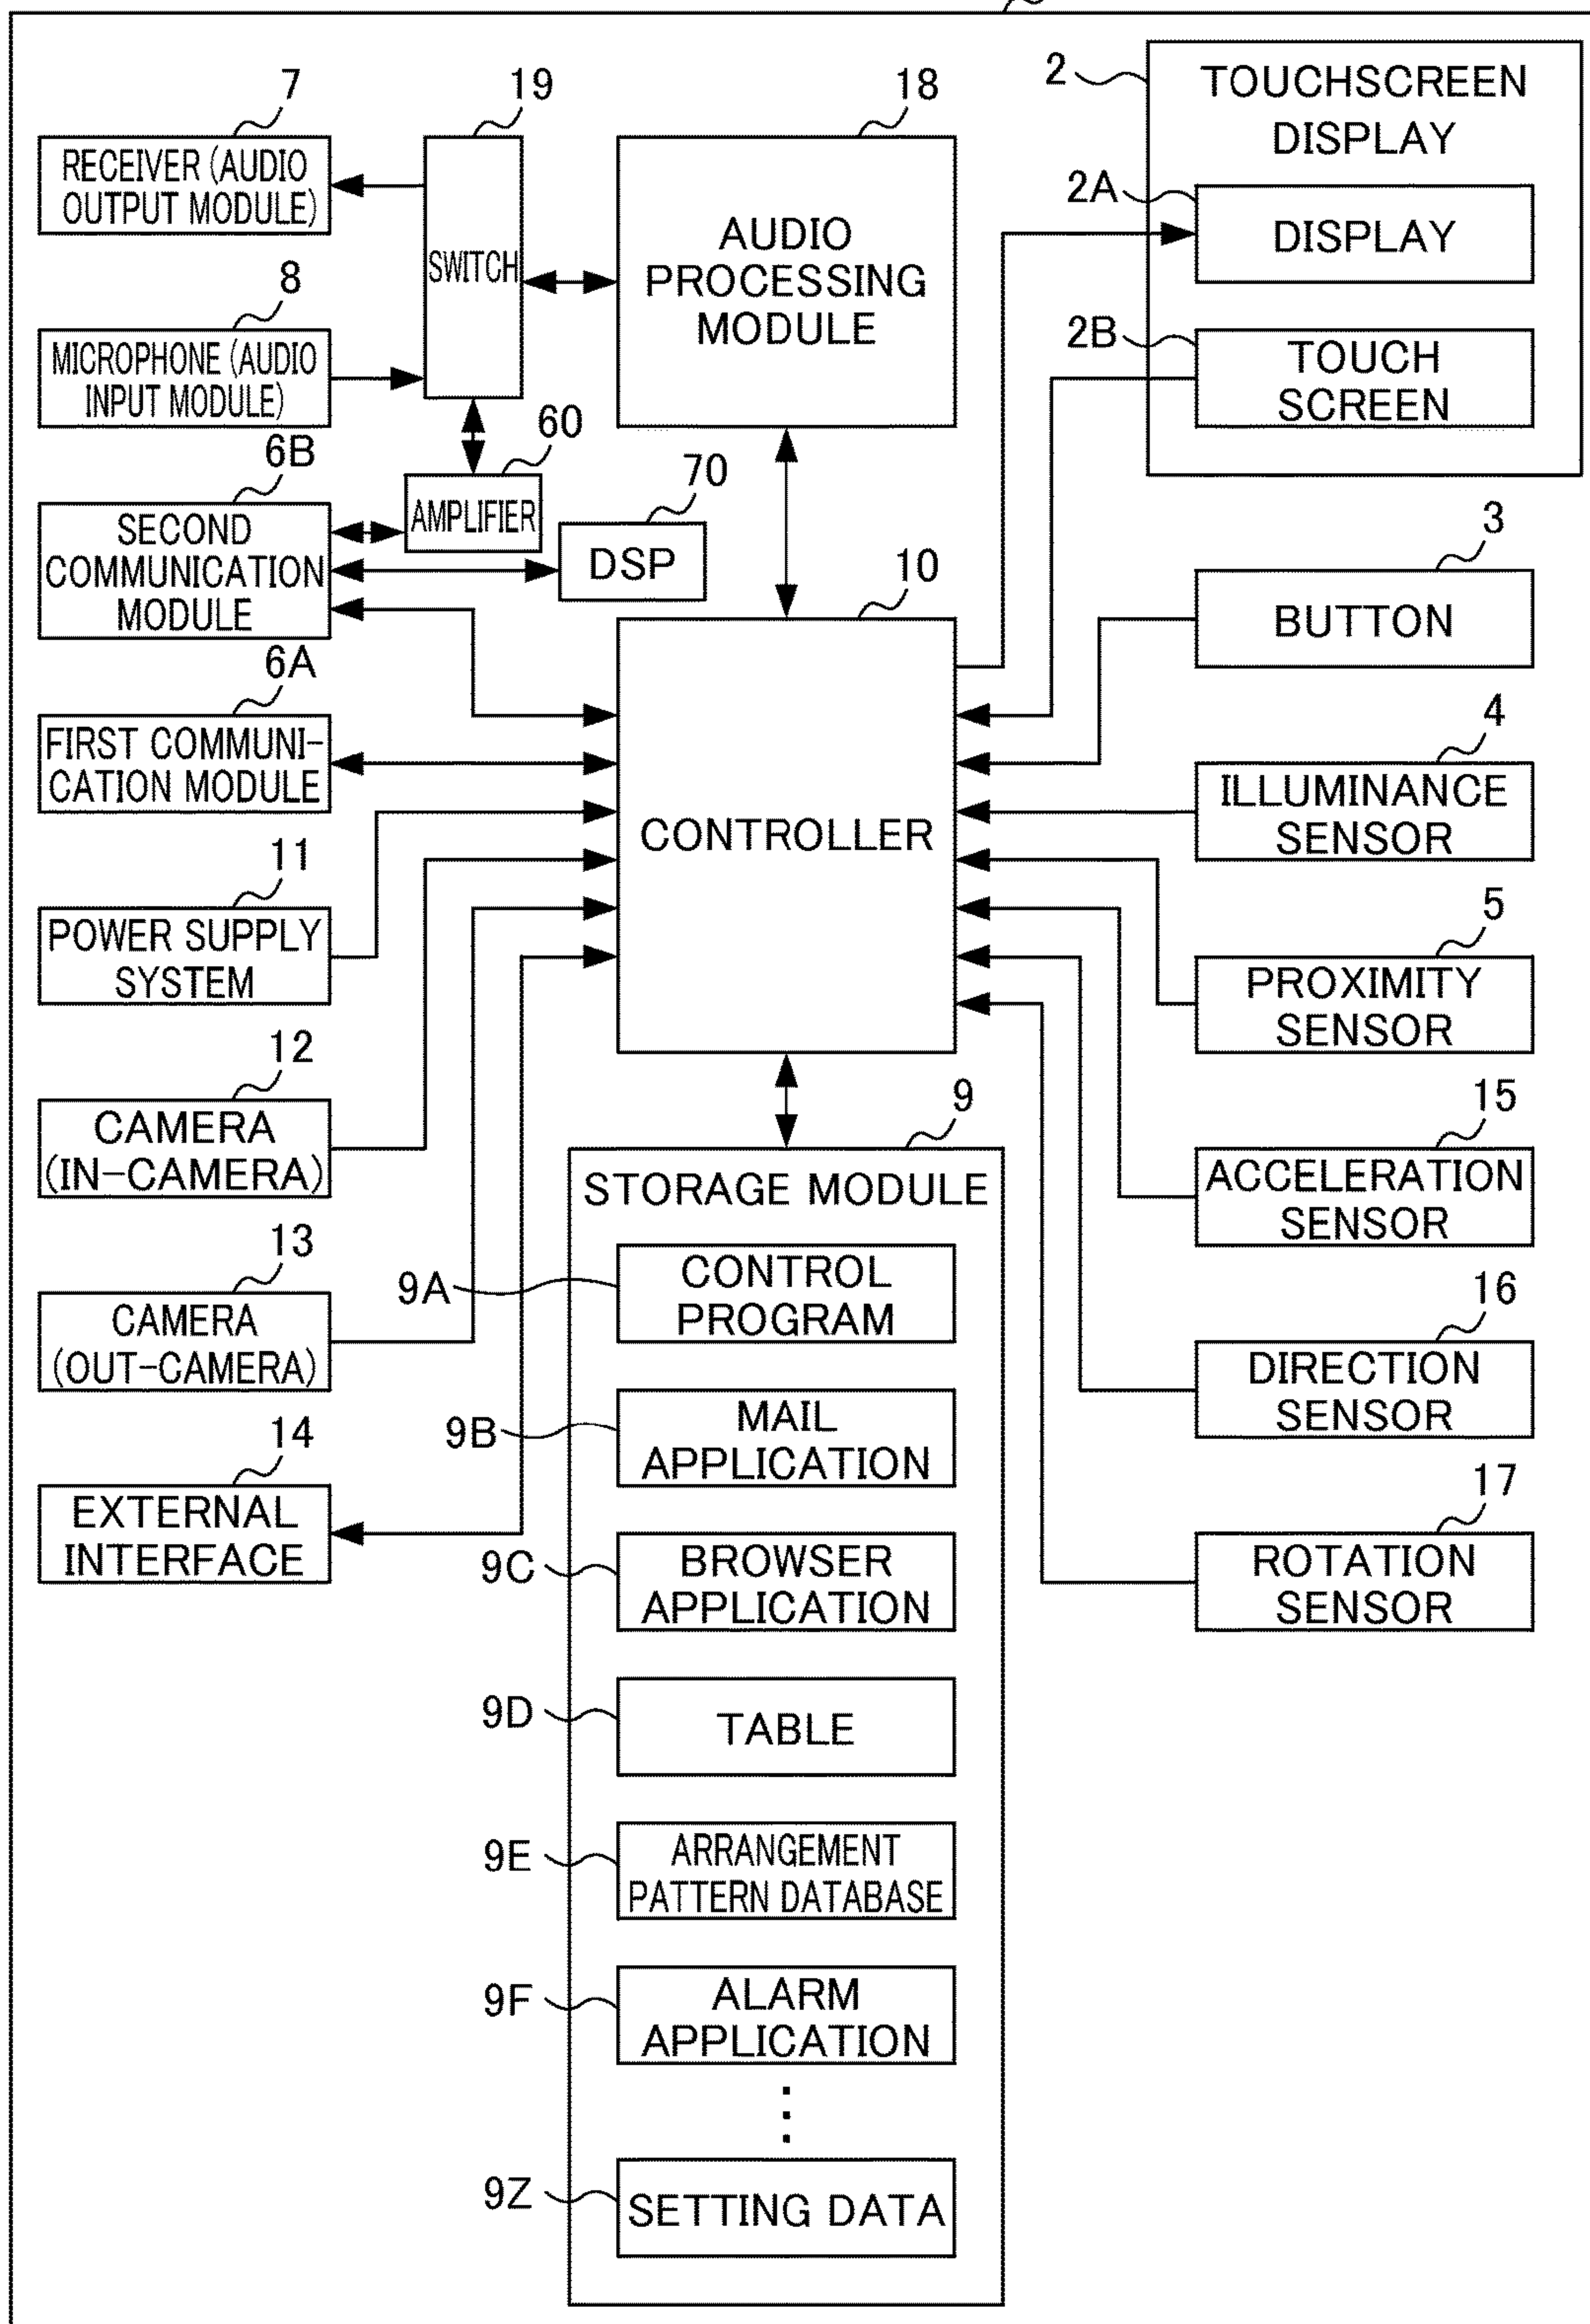 7
RECEIVER (AUDIO
OUTPUT MODULE)
19
SWITCH
18
AUDIO
PROCESSING
MODULE
2
TOUCHSCREEN
DISPLAY
2A
DISPLAY
2B
TOUCH
SCREEN
8
MICROPHONE (AUDIO
INPUT MODULE)
60
AMPLIFIER
6B
SECOND
COMMUNICATION
MODULE
70
DSP
6A
FIRST COMMUNI-
CATION MODULE
10
CONTROLLER
3
BUTTON
4
ILLUMINANCE
SENSOR
11
POWER SUPPLY
SYSTEM
5
PROXIMITY
SENSOR
12
CAMERA
(IN-CAMERA)
15
ACCELERATION
SENSOR
13
CAMERA
(OUT-CAMERA)
16
DIRECTION
SENSOR
14
EXTERNAL
INTERFACE
17
ROTATION
SENSOR
9
STORAGE MODULE
9A
CONTROL
PROGRAM
9B
MAIL
APPLICATION
9C
BROWSER
APPLICATION
9D
TABLE
9E
ARRANGEMENT
PATTERN DATABASE
9F
ALARM
APPLICATION
9Z
SETTING DATA